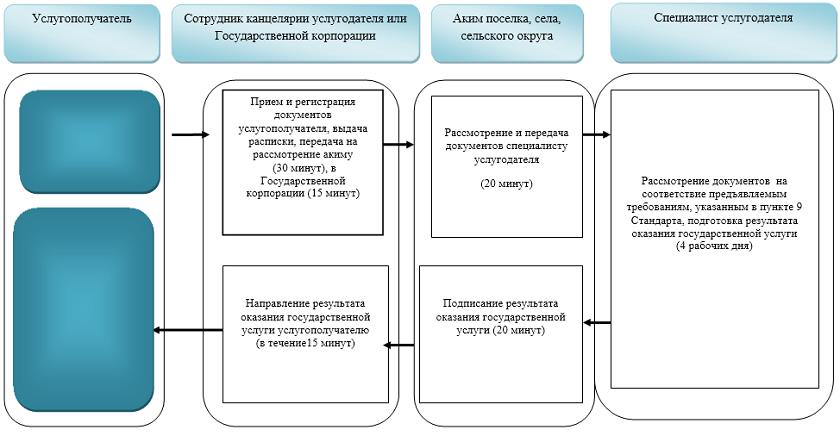 Услугополучатель
Сотрудник канцелярии услугодателя или
Государственной корпорации
Аким поселка, села,
сельского округа
Специалист услугодателя
Прием и регистрация
документов
услугополучателя, выдача
расписки, передача на
рассмотрение акиму
(30 минут), в
Государственной
корпорации (15 минут)
Рассмотрение и передача
документов специалисту
услугодателя
(20 минут)
Рассмотрение документов на
соответствие предъявляемым
требованиям, указанным в пункте 9
Стандарта, подготовка результата
оказания государственной услуги
(4 рабочих дня)
Направление результата
оказания государственной
услуги услугополучателю
(в течение15 минут)
Подписание результата
оказания государственной
услуги (20 минут)